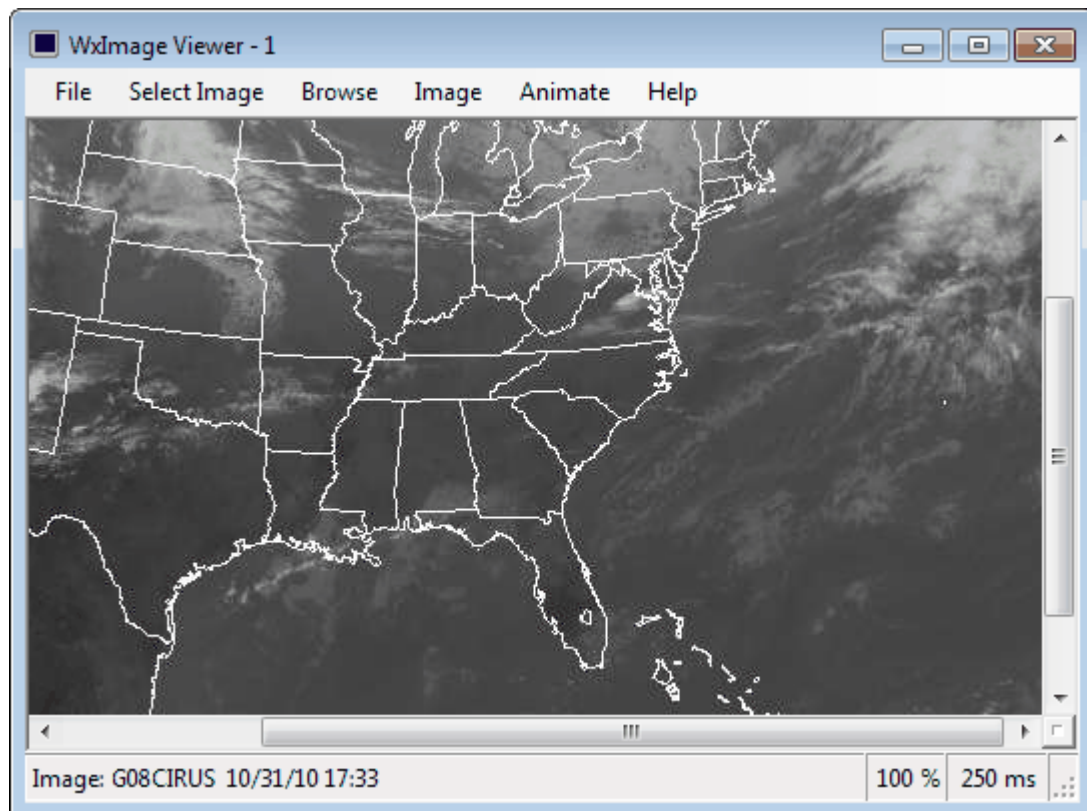 WxImage Viewer - 1
File Select Image Browse Image Animate Help
Image: G08CIRUS 10/31/10 17:33 100 % 250 ms